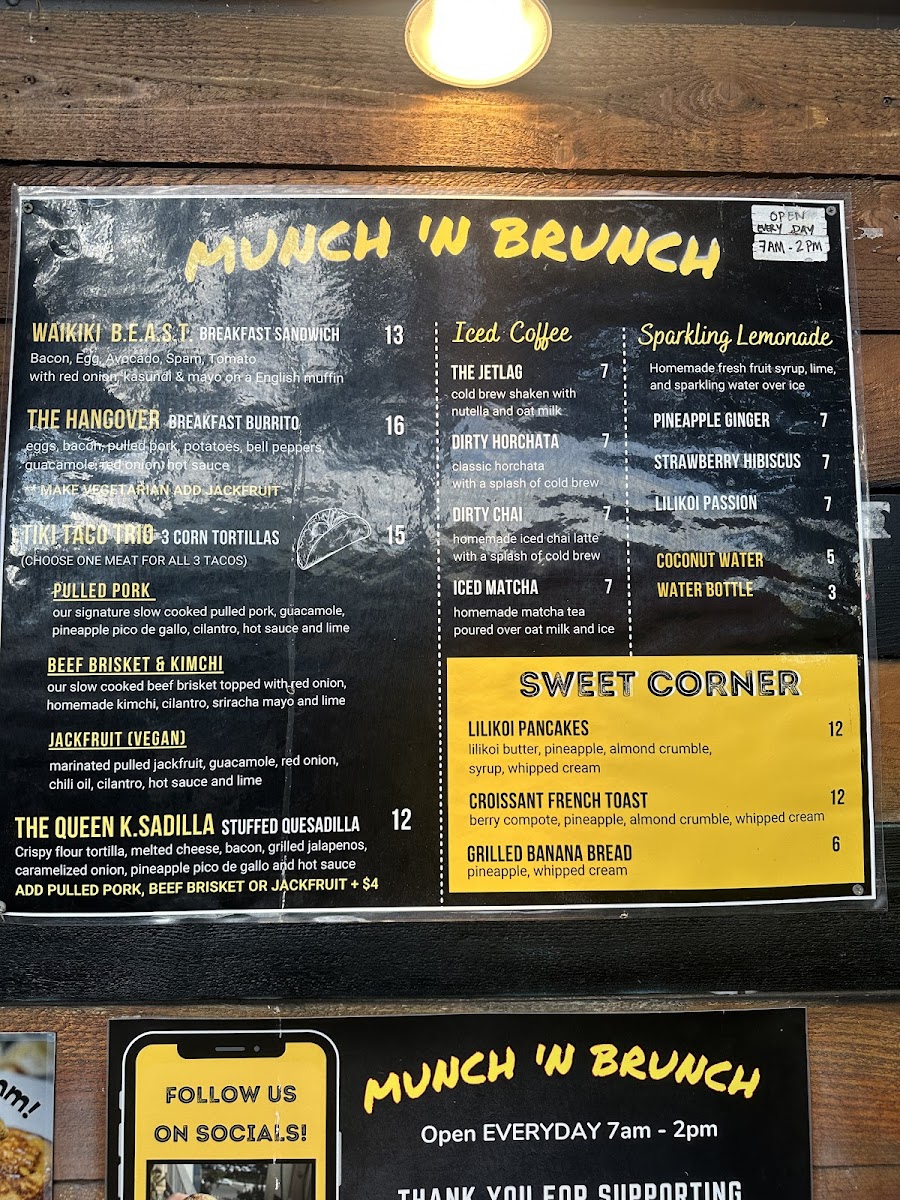 MUNCH 'N BRUNCH
OPEN
EVERY DAY
7AM - 2PM
WAIKIKI B.E.A.S.T. BREAKFAST SANDWICH 13
Bacon, Egg, Avocado, Spam, Tomato
with red onion, kasundi & mayo on a English muffin
THE HANGOVER BREAKFAST BURRITO 16
eggs, bacon, pulled pork, potatoes, bell peppers,
guacamole, red onion, hot sauce
** MAKE VEGETARIAN ADD JACKFRUIT
TIKI TACO TRIO 3 CORN TORTILLAS 15
(CHOOSE ONE MEAT FOR ALL 3 TACOS)
PULLED PORK
our signature slow cooked pulled pork, guacamole,
pineapple pico de gallo, cilantro, hot sauce and lime
BEEF BRISKET & KIMCHI
our slow cooked beef brisket topped with red onion,
homemade kimchi, cilantro, sriracha mayo and lime
JACKFRUIT (VEGAN)
marinated pulled jackfruit, guacamole, red onion,
chili oil, cilantro, hot sauce and lime
THE QUEEN K.SADILLA STUFFED QUESADILLA 12
Crispy flour tortilla, melted cheese, bacon, grilled jalapenos,
caramelized onion, pineapple pico de gallo and hot sauce
ADD PULLED PORK, BEEF BRISKET OR JACKFRUIT + $4
Iced Coffee
THE JETLAG 7
cold brew shaken with
nutella and oat milk
DIRTY HORCHATA 7
classic horchata
with a splash of cold brew
DIRTY CHAI 7
homemade iced chai latte
with a splash of cold brew
ICED MATCHA 7
homemade matcha tea
poured over oat milk and ice
Sparkling Lemonade
Homemade fresh fruit syrup, lime,
and sparkling water over ice
PINEAPPLE GINGER 7
STRAWBERRY HIBISCUS 7
LILIKOI PASSION 7
COCONUT WATER 5
WATER BOTTLE 3
SWEET CORNER
LILIKOI PANCAKES 12
lilikoi butter, pineapple, almond crumble,
syrup, whipped cream
CROISSANT FRENCH TOAST 12
berry compote, pineapple, almond crumble, whipped cream
GRILLED BANANA BREAD 6
pineapple, whipped cream
FOLLOW US
ON SOCIALS!
MUNCH 'N BRUNCH
Open EVERYDAY 7am - 2pm
THANK YOU FOR SUPPORTING